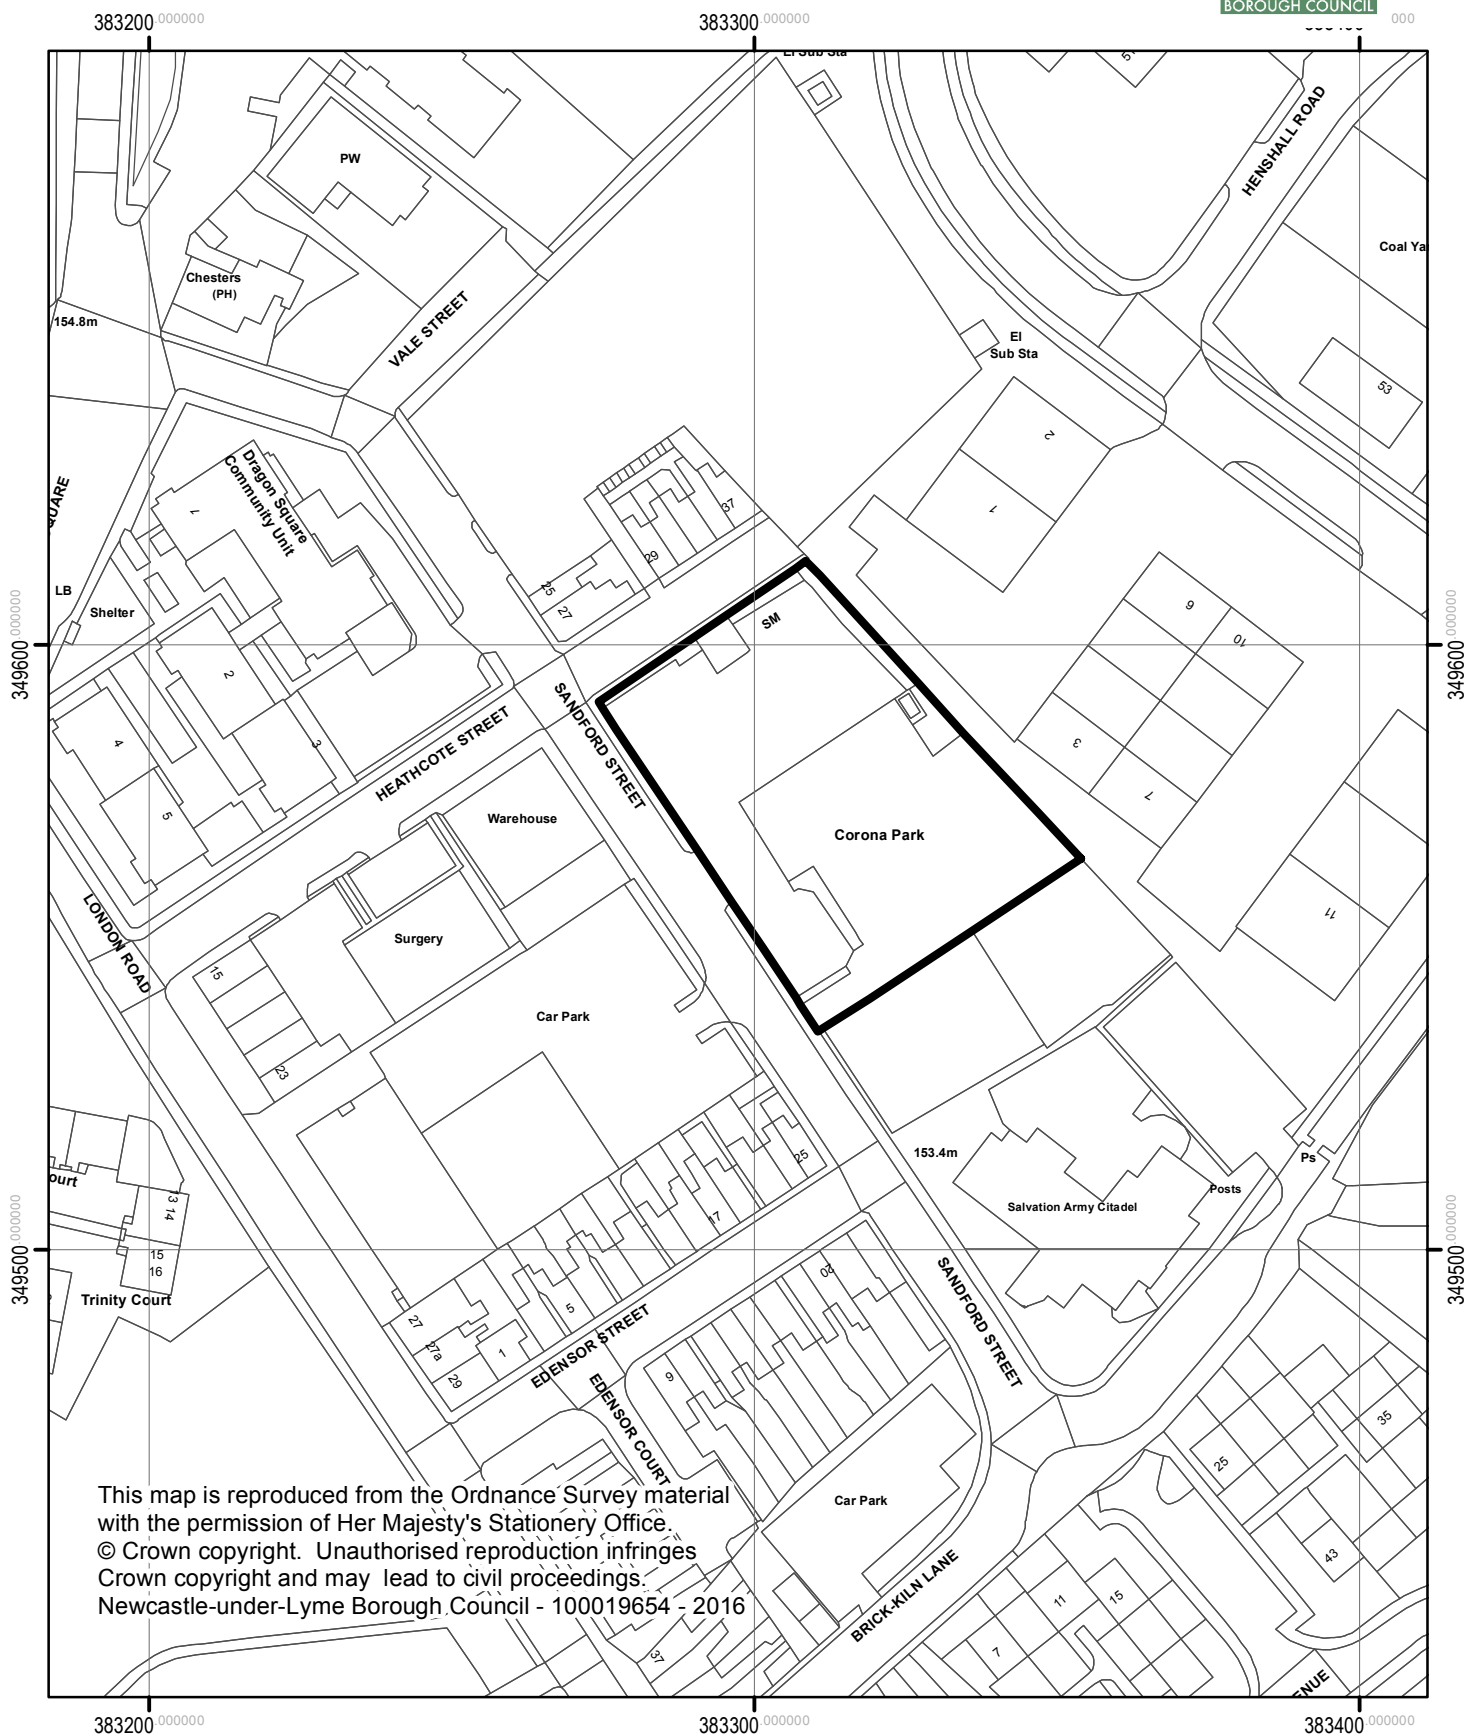 BOROUGH COUNCIL
383200.000000
383300.000000
000
El Sub Sta
HENSHALL ROAD
PW
Coal Ya
Chesters
(PH)
154.8m
VALE STREET
El
Sub Sta
53
2
1
37
29
25
27
Dragon Square
Community Unit
7
UARE
LB
Shelter
SM
6
10
349600.000000
349600.000000
2
4
3
5
HEATHCOTE STREET
SANDFORD STREET
3
7
Warehouse
Corona Park
11
LONDON ROAD
Surgery
15
Car Park
23
153.4m
25
Ps
Posts
ourt
13 14
15
16
Salvation Army Citadel
17
349500.000000
349500.000000
Trinity Court
20
SANDFORD STREET
27
27a
29
1
5
EDENSOR STREET
9
EDENSOR COURT
35
25
43
Car Park
This map is reproduced from the Ordnance Survey material
with the permission of Her Majesty's Stationery Office.
© Crown copyright. Unauthorised reproduction infringes
Crown copyright and may lead to civil proceedings.
Newcastle-under-Lyme Borough Council - 100019654 - 2016
BRICK-KILN LANE
11
15
7
37
ENUE
383200.000000
383300.000000
383400.000000